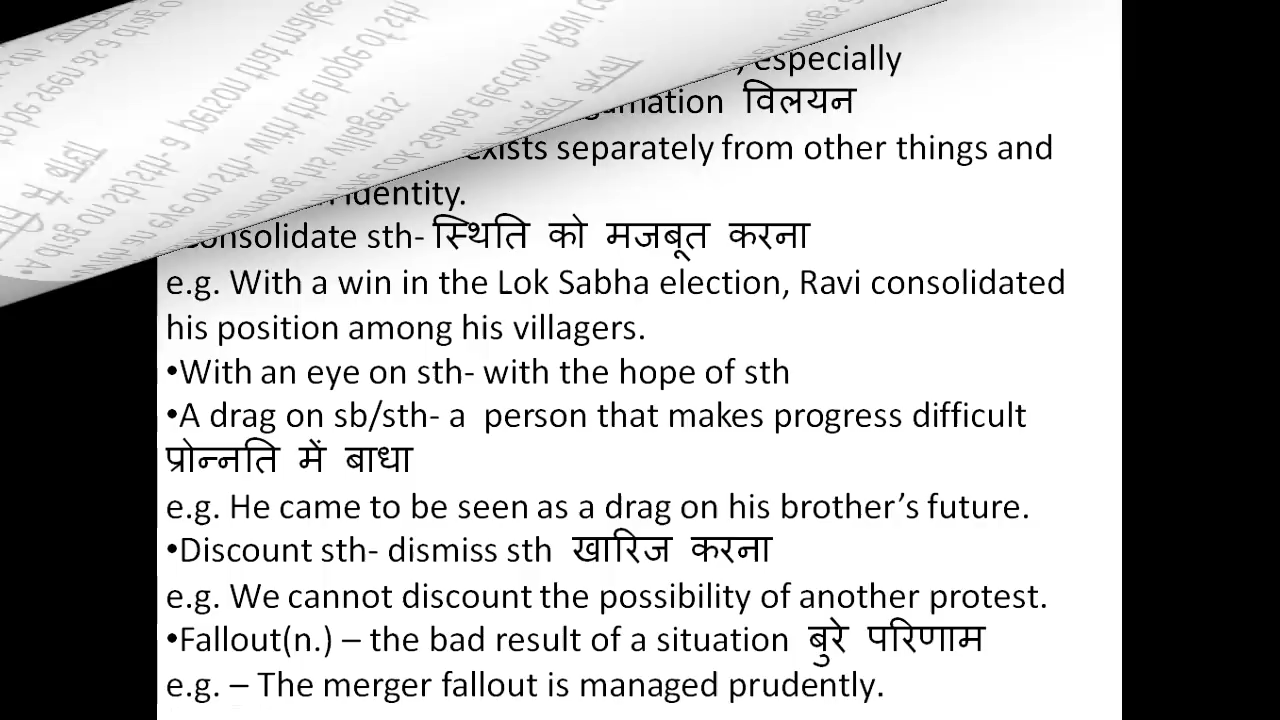 especially
विलयन
separately from other things and
identity.
Consolidate sth- स्थिति को मजबूत करना
e.g. With a win in the Lok Sabha election, Ravi consolidated
his position among his villagers.
•With an eye on sth- with the hope of sth
•A drag on sb/sth- a person that makes progress difficult
प्रोन्नति में बाधा
e.g. He came to be seen as a drag on his brother’s future.
•Discount sth- dismiss sth खारिज करना
e.g. We cannot discount the possibility of another protest.
•Fallout(n.) – the bad result of a situation बुरे परिणाम
e.g. – The merger fallout is managed prudently.